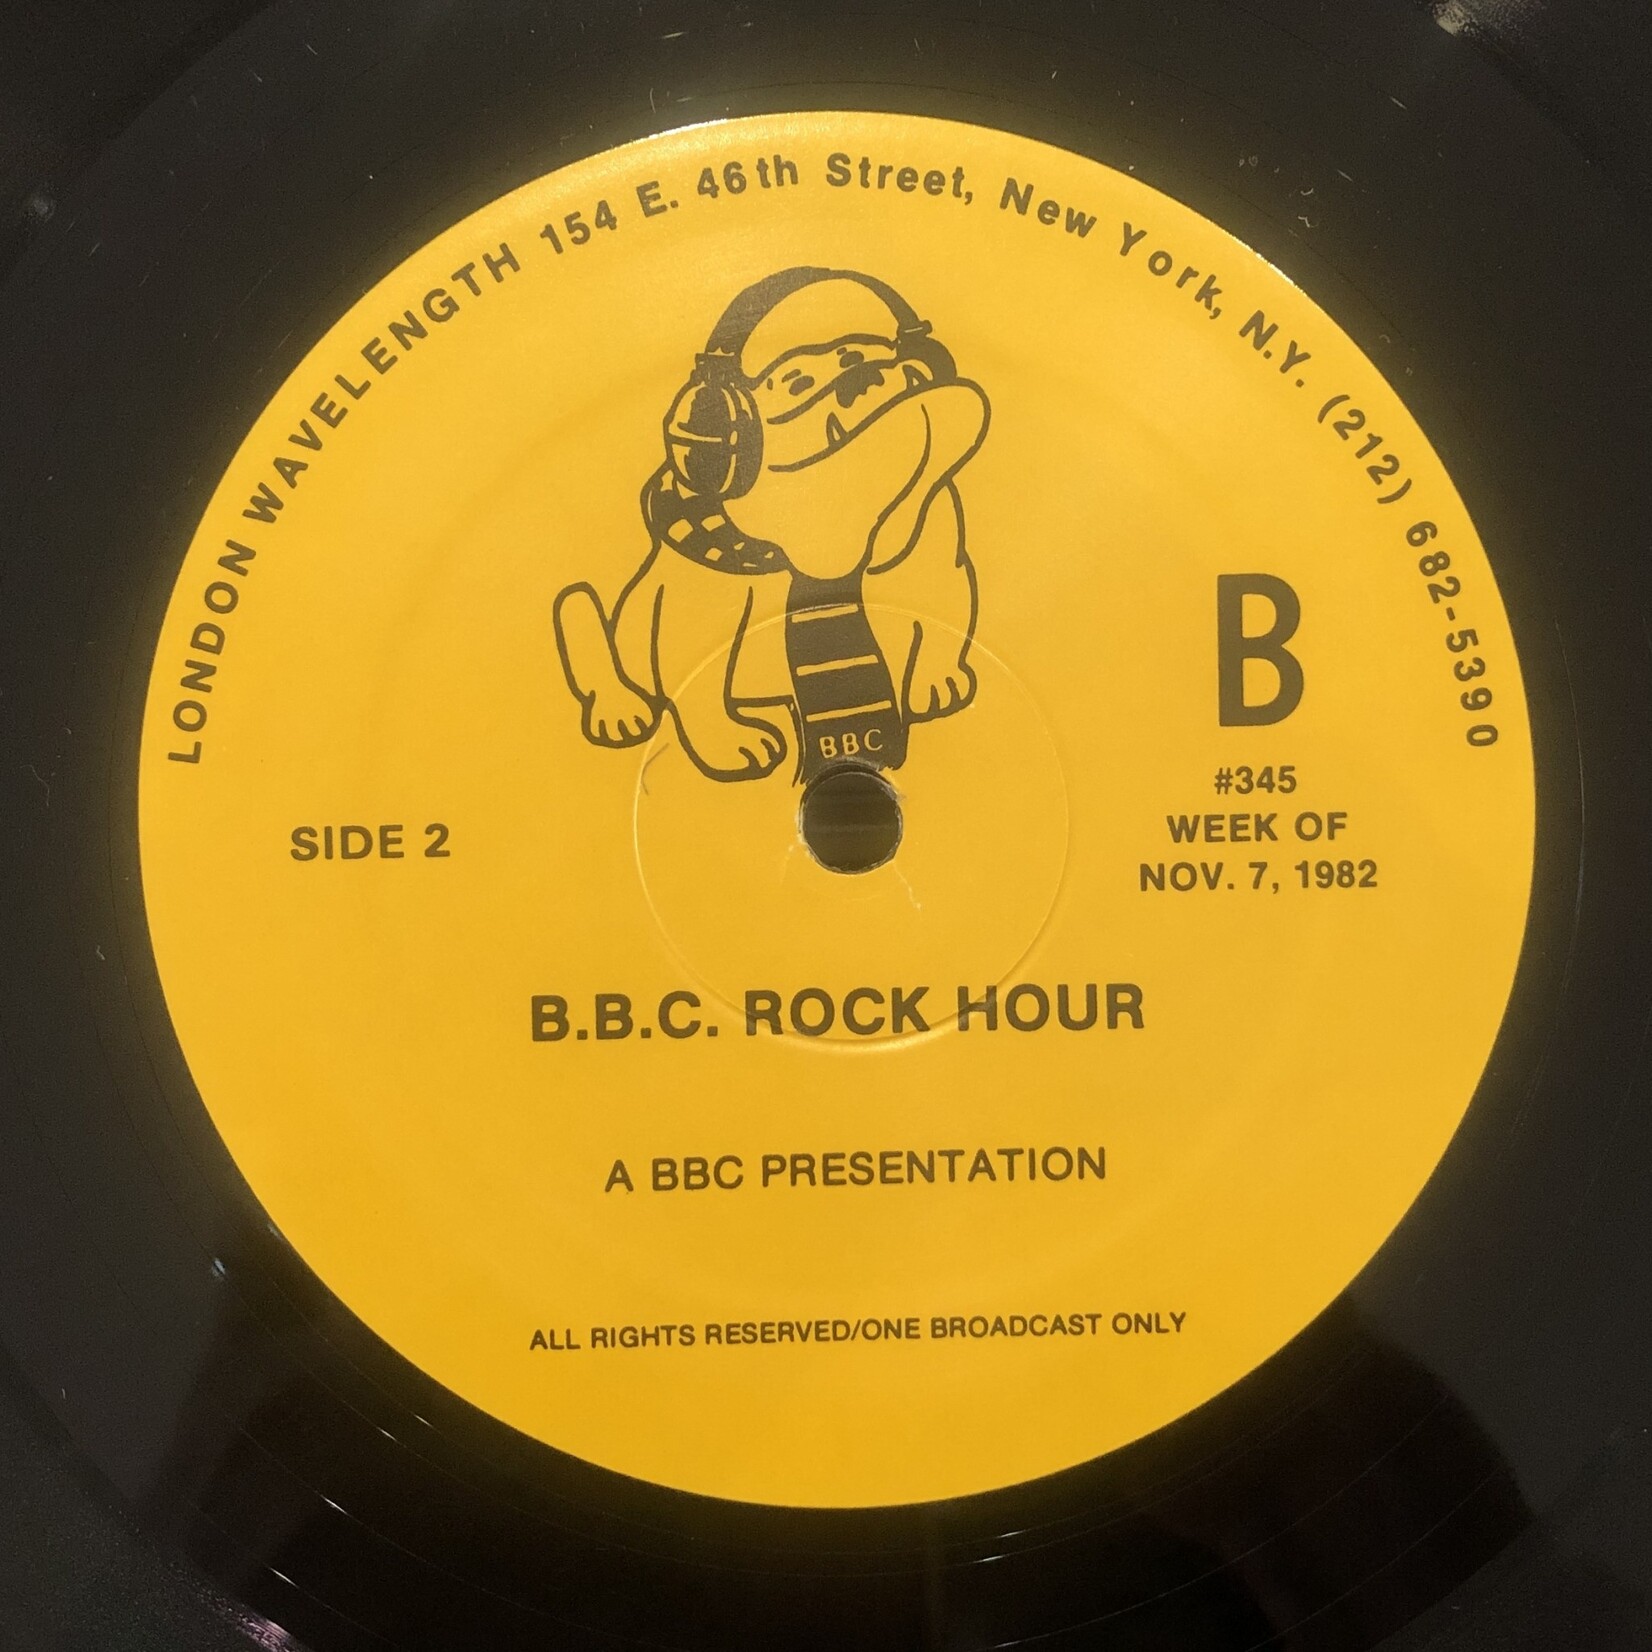 LONDON WAVELENGTH 154 E. 46th Street, New York, N.Y. (212) 682-5390
BBC
B
#345
WEEK OF
NOV. 7, 1982
SIDE 2
B.B.C. ROCK HOUR
A BBC PRESENTATION
ALL RIGHTS RESERVED/ONE BROADCAST ONLY